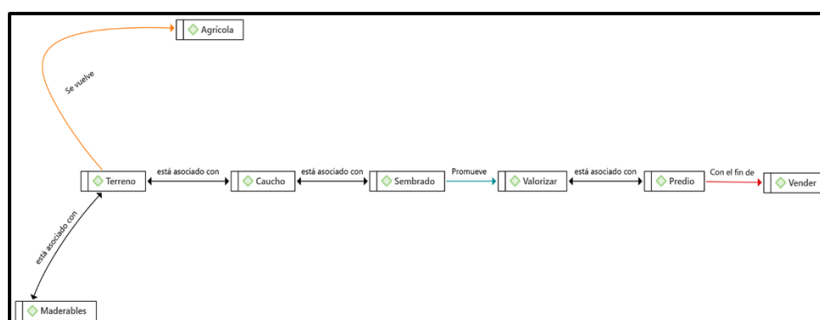 Agrícola
Se vuelve
está asociado con
está asociado con
Promueve
está asociado con
Con el fin de
Terreno
Caucho
Sembrado
Valorizar
Predio
Vender
está asociado con
Maderables